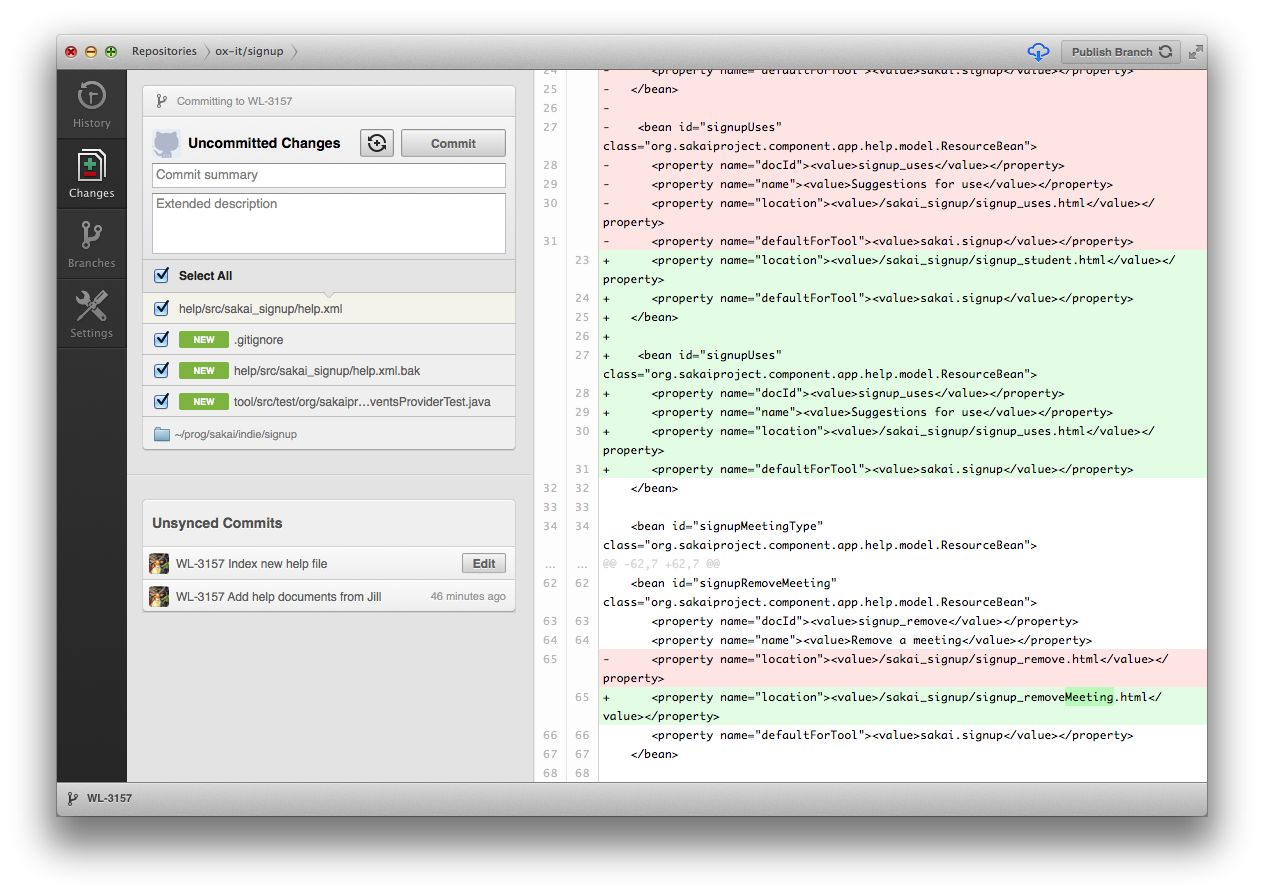 Repositories ox-it/signup Publish Branch
History
Changes
Branches
Settings
Committing to WL-3157
Uncommitted Changes Commit
Commit summary
Extended description
Select All
help/src/sakai_signup/help.xml
NEW .gitignore
NEW help/src/sakai_signup/help.xml.bak
NEW tool/src/test/org/sakaipr…ventsProviderTest.java
~/prog/sakai/indie/signup
Unsynced Commits
WL-3157 Index new help file Edit
WL-3157 Add help documents from Jill 46 minutes ago
24 - <property name="defaultForTool"><value>sakai.signup</value></property>
25 - </bean>
26 -
27 - <bean id="signupUses"
class="org.sakaiproject.component.app.help.model.ResourceBean">
28 - <property name="docId"><value>signup_uses</value></property>
29 - <property name="name"><value>Suggestions for use</value></property>
30 - <property name="location"><value>/sakai_signup/signup_uses.html</value></
property>
31 - <property name="defaultForTool"><value>sakai.signup</value></property>
23 + <property name="location"><value>/sakai_signup/signup_student.html</value></
property>
24 + <property name="defaultForTool"><value>sakai.signup</value></property>
25 + </bean>
26 +
27 + <bean id="signupUses"
class="org.sakaiproject.component.app.help.model.ResourceBean">
28 + <property name="docId"><value>signup_uses</value></property>
29 + <property name="name"><value>Suggestions for use</value></property>
30 + <property name="location"><value>/sakai_signup/signup_uses.html</value></
property>
31 + <property name="defaultForTool"><value>sakai.signup</value></property>
32 32 </bean>
33 33
34 34 <bean id="signupMeetingType"
class="org.sakaiproject.component.app.help.model.ResourceBean">
... ... @@ -62,7 +62,7 @@
62 62 <bean id="signupRemoveMeeting"
class="org.sakaiproject.component.app.help.model.ResourceBean">
63 63 <property name="docId"><value>signup_remove</value></property>
64 64 <property name="name"><value>Remove a meeting</value></property>
65 - <property name="location"><value>/sakai_signup/signup_remove.html</value></
property>
65 + <property name="location"><value>/sakai_signup/signup_removeMeeting.html</
value></property>
66 66 <property name="defaultForTool"><value>sakai.signup</value></property>
67 67 </bean>
68 68
WL-3157